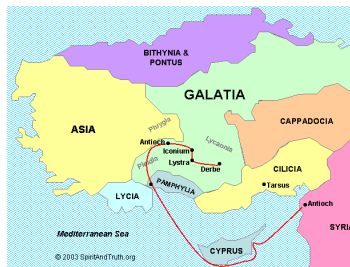 BITHYNIA &
PONTUS
GALATIA
ASIA
Phrygia
Lycaonia
CAPPADOCIA
Antioch
Iconium
Lystra
Derbe
Pisidia
PAMPHYLIA
CILICIA
Tarsus
LYCIA
Antioch
Mediterranean Sea
CYPRUS
SYRI
© 2003 SpiritAndTruth.org